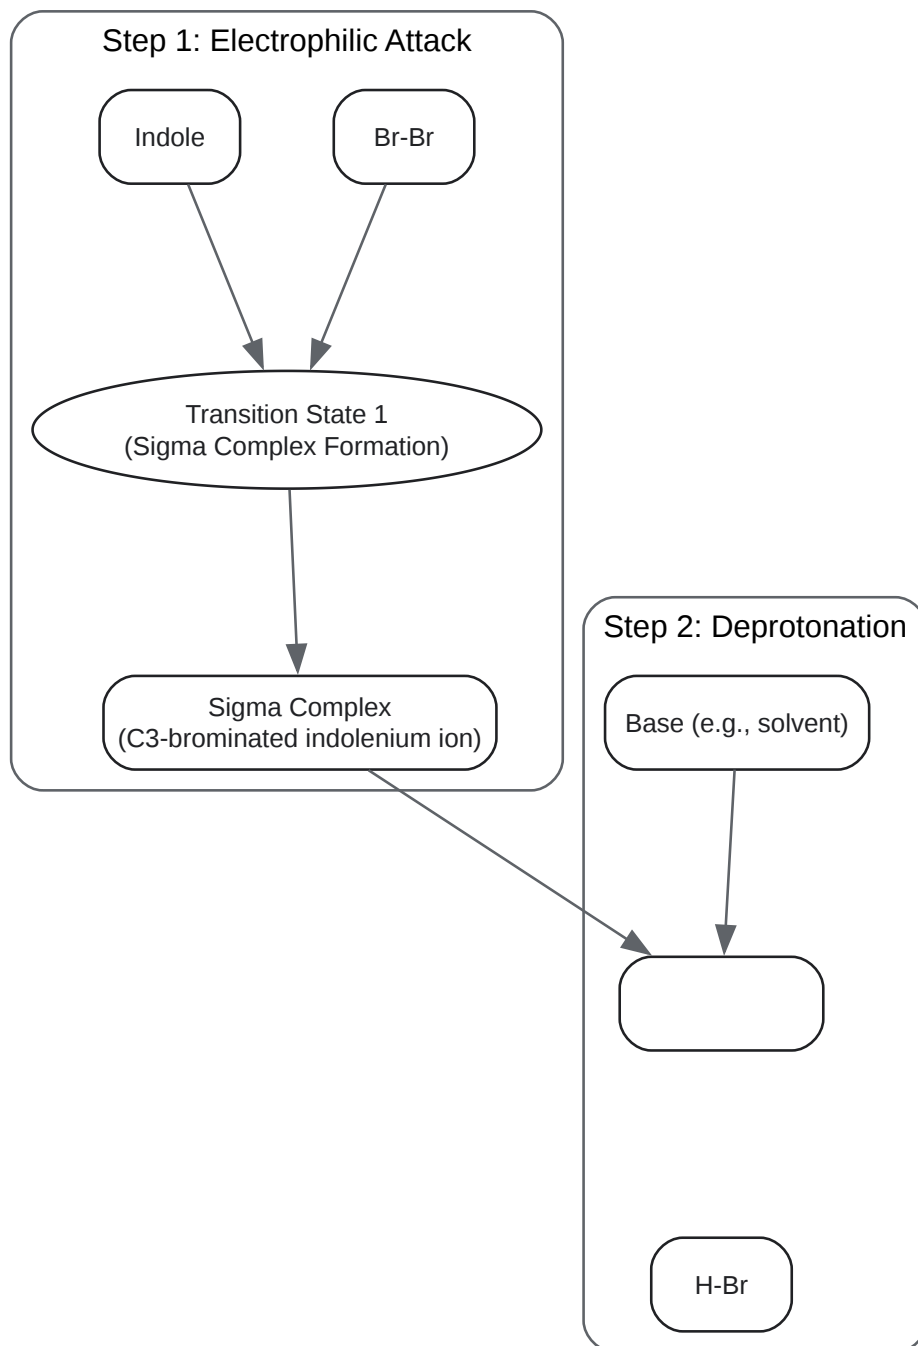 Step 1: Electrophilic Attack
Indole
Br-Br
Transition State 1
(Sigma Complex Formation)
Sigma Complex
(C3-brominated indolenium ion)
Step 2: Deprotonation
Base (e.g., solvent)
H-Br